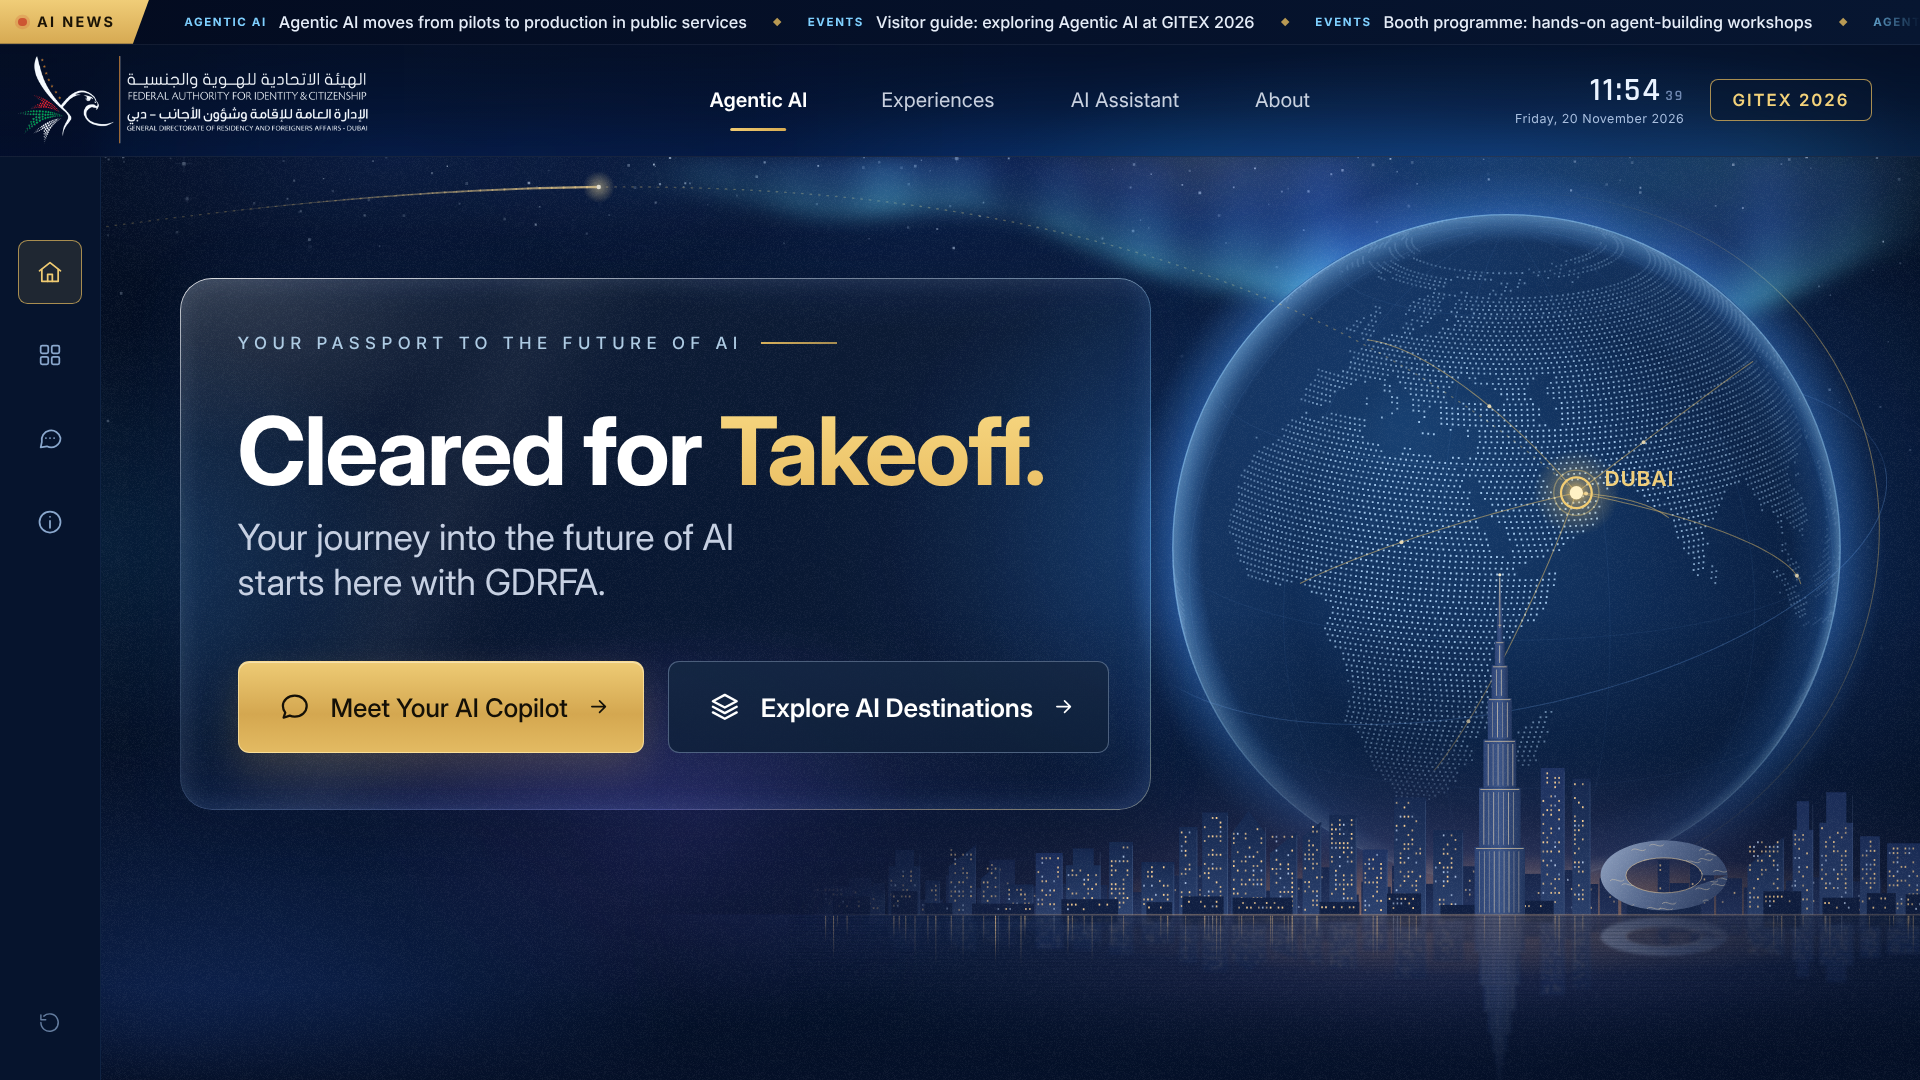 AI NEWS
AGENTIC AI Agentic AI moves from pilots to production in public services ◆ EVENTS Visitor guide: exploring Agentic AI at GITEX 2026 ◆ EVENTS Booth programme: hands-on agent-building workshops ◆ AGENT
الهيئة الاتحادية للهــوية والجنسيــة
FEDERAL AUTHORITY FOR IDENTITY & CITIZENSHIP
الإدارة العامة للإقامة وشؤون الأجانب - دبي
GENERAL DIRECTORATE OF RESIDENCY AND FOREIGNERS AFFAIRS - DUBAI
Agentic AI
Experiences
AI Assistant
About
11:54 39
Friday, 20 November 2026
GITEX 2026
YOUR PASSPORT TO THE FUTURE OF AI
Cleared for Takeoff.
Your journey into the future of AI
starts here with GDRFA.
Meet Your AI Copilot →
Explore AI Destinations →
DUBAI